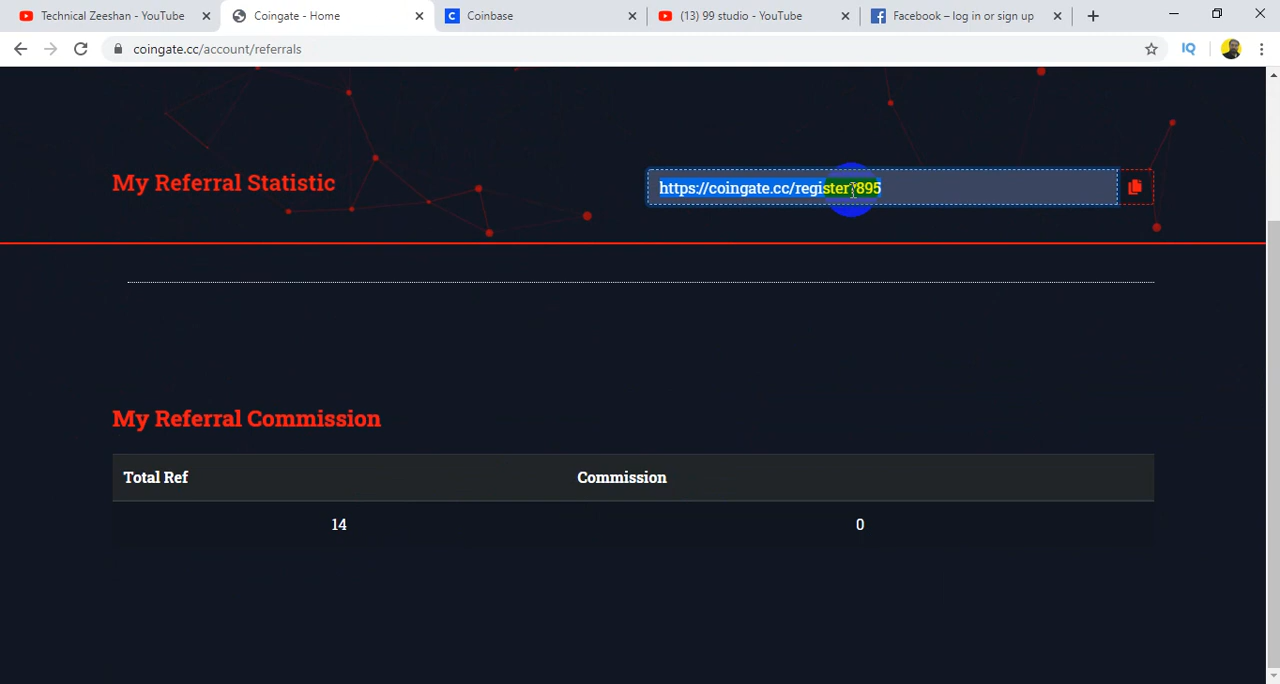 Technical Zeeshan - YouTube
Coingate - Home
Coinbase
(13) 99 studio - YouTube
Facebook – log in or sign up
coingate.cc/account/referrals
IQ
My Referral Statistic
https://coingate.cc/register
My Referral Commission
Total Ref
Commission
14
0